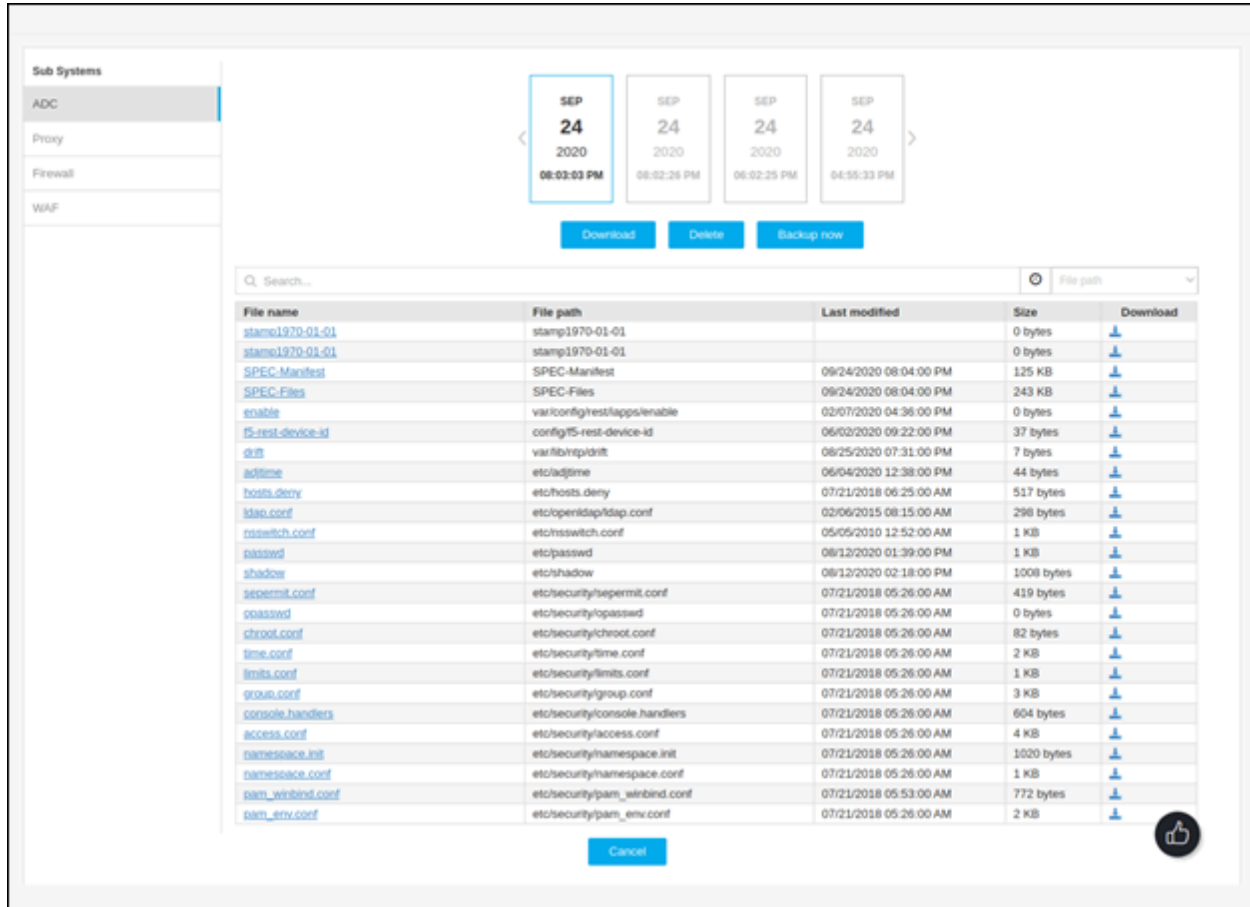 Sub Systems
ADC
Proxy
Firewall
WAF
SEP SEP SEP SEP
24 24 24 24
2020 2020 2020 2020
08:03:03 PM 08:02:26 PM 06:02:25 PM 04:55:33 PM
Download Delete Backup now
Search... File path
File name File path Last modified Size Download
stamp1970-01-01 stamp1970-01-01 0 bytes
stamp1970-01-01 stamp1970-01-01 0 bytes
SPEC-Manifest SPEC-Manifest 09/24/2020 08:04:00 PM 125 KB
SPEC-Files SPEC-Files 09/24/2020 08:04:00 PM 243 KB
enable var/config/rest/iapps/enable 02/07/2020 04:36:00 PM 0 bytes
f5-rest-device-id config/f5-rest-device-id 06/02/2020 09:22:00 PM 37 bytes
drift var/lib/ntp/drift 08/25/2020 07:31:00 PM 7 bytes
adjtime etc/adjtime 06/04/2020 12:38:00 PM 44 bytes
hosts.deny etc/hosts.deny 07/21/2018 06:25:00 AM 517 bytes
ldap.conf etc/openldap/ldap.conf 02/06/2015 08:15:00 AM 298 bytes
nsswitch.conf etc/nsswitch.conf 05/05/2010 12:52:00 AM 1 KB
passwd etc/passwd 08/12/2020 01:39:00 PM 1 KB
shadow etc/shadow 08/12/2020 02:18:00 PM 1008 bytes
sepermit.conf etc/security/sepermit.conf 07/21/2018 05:26:00 AM 419 bytes
opasswd etc/security/opasswd 07/21/2018 05:26:00 AM 0 bytes
chroot.conf etc/security/chroot.conf 07/21/2018 05:26:00 AM 82 bytes
time.conf etc/security/time.conf 07/21/2018 05:26:00 AM 2 KB
limits.conf etc/security/limits.conf 07/21/2018 05:26:00 AM 1 KB
group.conf etc/security/group.conf 07/21/2018 05:26:00 AM 3 KB
console.handlers etc/security/console.handlers 07/21/2018 05:26:00 AM 604 bytes
access.conf etc/security/access.conf 07/21/2018 05:26:00 AM 4 KB
namespace.init etc/security/namespace.init 07/21/2018 05:26:00 AM 1020 bytes
namespace.conf etc/security/namespace.conf 07/21/2018 05:26:00 AM 1 KB
pam_winbind.conf etc/security/pam_winbind.conf 07/21/2018 05:53:00 AM 772 bytes
pam_env.conf etc/security/pam_env.conf 07/21/2018 05:26:00 AM 2 KB
Cancel